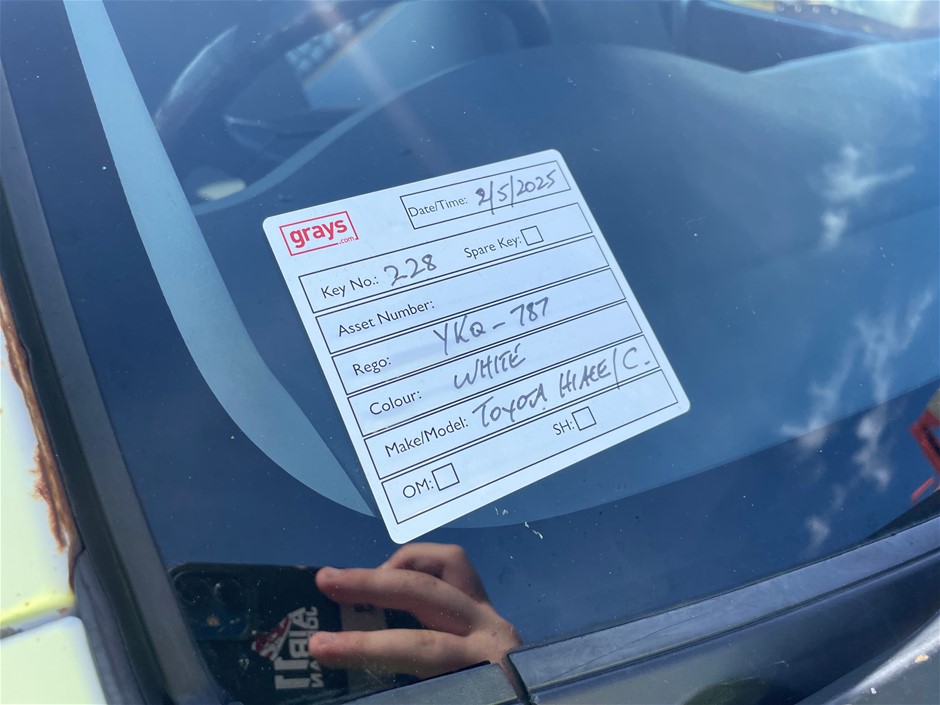 grays
.com
Date/Time: 2/5/2025
Key No.: 228 Spare Key:
Asset Number:
Rego: YKQ-787
Colour: WHITE
Make/Model: TOYOTA HIACE/C.
OM: SH: